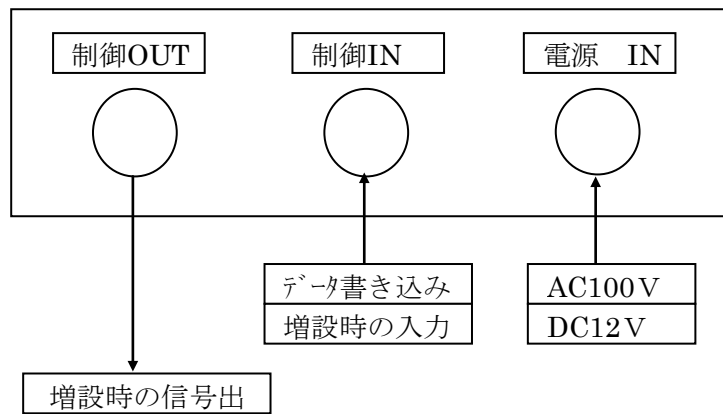 制御OUT
制御IN
電源　IN
ﾃﾞｰﾀ書き込み
増設時の入力
AC100V
DC12V
増設時の信号出